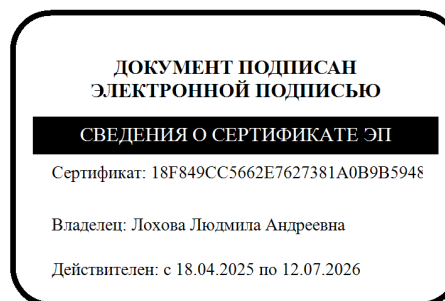 ДОКУМЕНТ ПОДПИСАН
ЭЛЕКТРОННОЙ ПОДПИСЬЮ
СВЕДЕНИЯ О СЕРТИФИКАТЕ ЭП
Сертификат: 18F849CC5662E7627381A0B9B5948
Владелец: Лохова Людмила Андреевна
Действителен: с 18.04.2025 по 12.07.2026